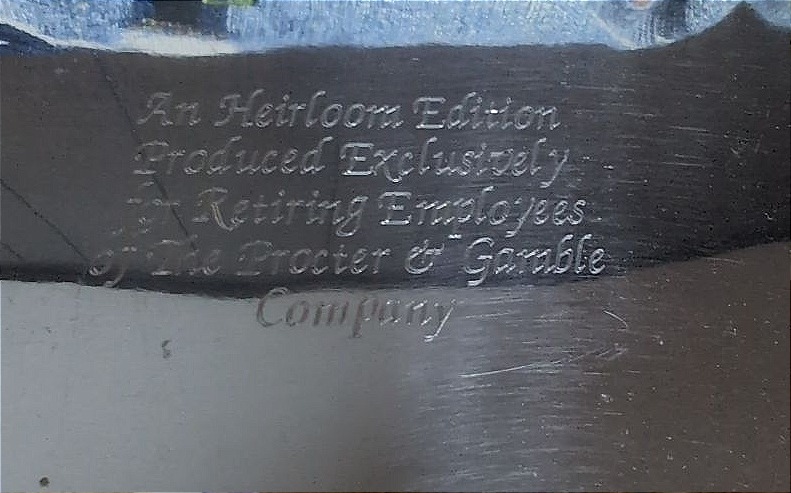 An Heirloom Edition
Produced Exclusively
for Retiring Employees
of The Procter & Gamble
Company